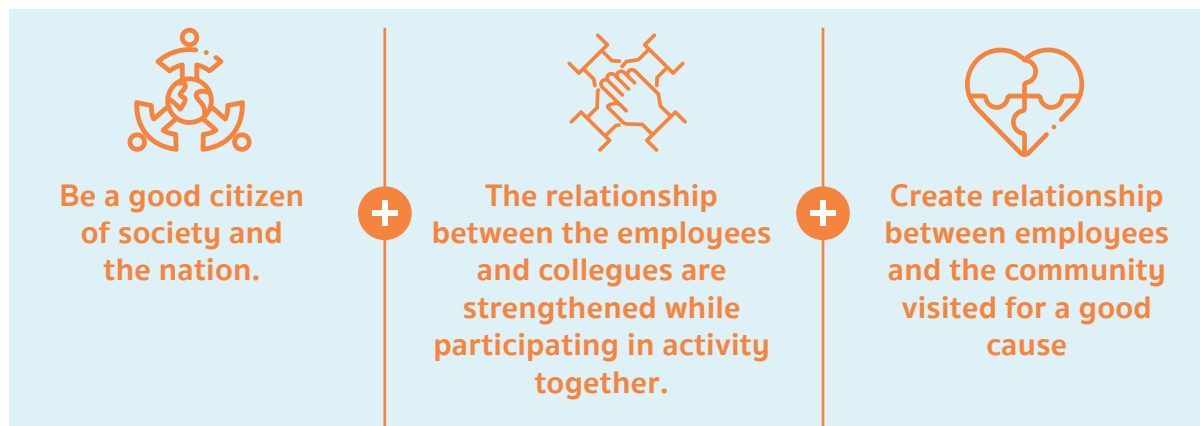 Be a good citizen
of society and
the nation.
The relationship
between the employees
and collegues are
strengthened while
participating in activity
together.
Create relationship
between employees
and the community
visited for a good
cause